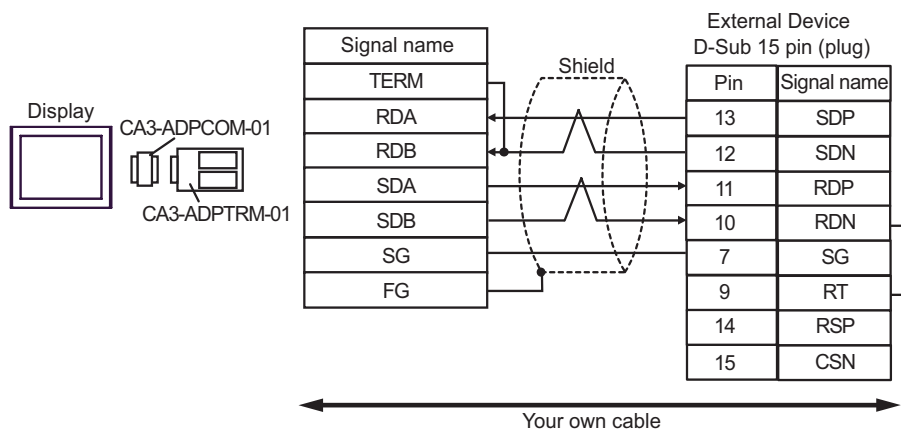 External Device
D-Sub 15 pin (plug)
Signal name
Shield
TERM
Pin Signal name
Display
CA3-ADPCOM-01
RDA
13 SDP
RDB
12 SDN
SDA
11 RDP
CA3-ADPTRM-01
SDB
10 RDN
SG
7 SG
FG
9 RT
14 RSP
15 CSN
Your own cable